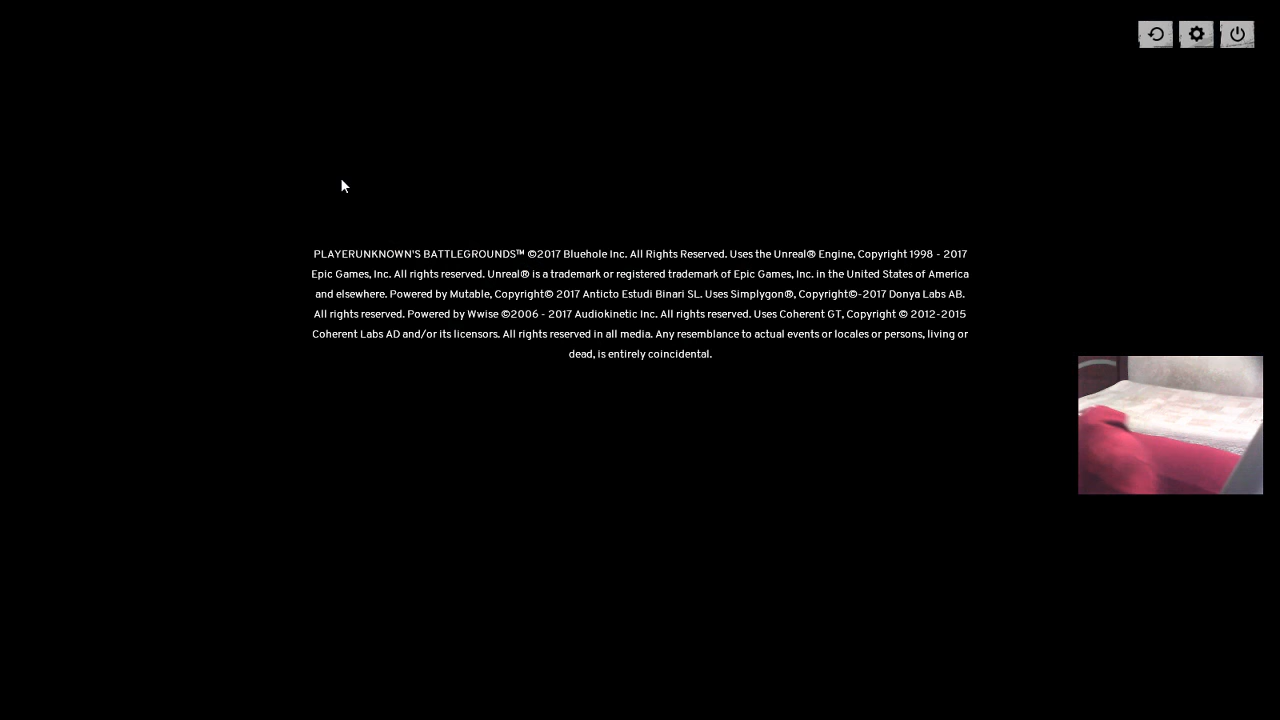 PLAYERUNKNOWN'S BATTLEGROUNDS™ ©2017 Bluehole Inc. All Rights Reserved. Uses the Unreal® Engine, Copyright 1998 - 2017
Epic Games, Inc. All rights reserved. Unreal® is a trademark or registered trademark of Epic Games, Inc. in the United States of America
and elsewhere. Powered by Mutable, Copyright© 2017 Anticto Estudi Binari SL. Uses Simplygon®, Copyright©-2017 Donya Labs AB.
All rights reserved. Powered by Wwise ©2006 - 2017 Audiokinetic Inc. All rights reserved. Uses Coherent GT, Copyright © 2012-2015
Coherent Labs AD and/or its licensors. All rights reserved in all media. Any resemblance to actual events or locales or persons, living or
dead, is entirely coincidental.